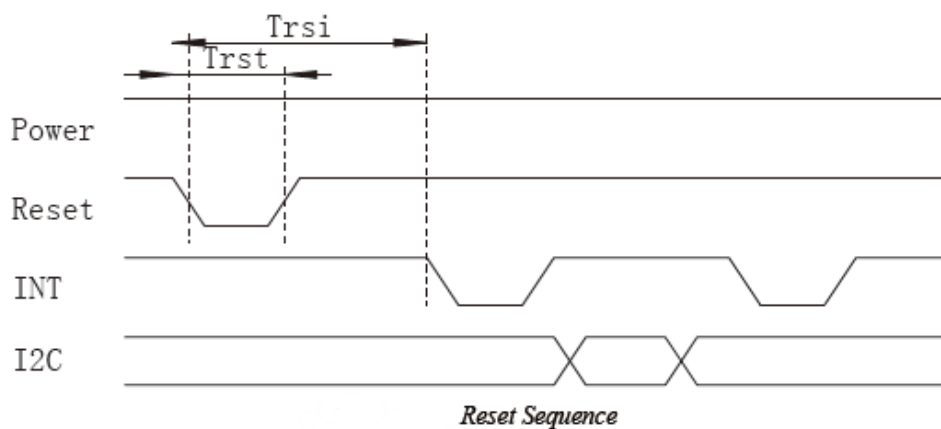 Trsi
Trst
Power
Reset
INT
I2C
Reset Sequence